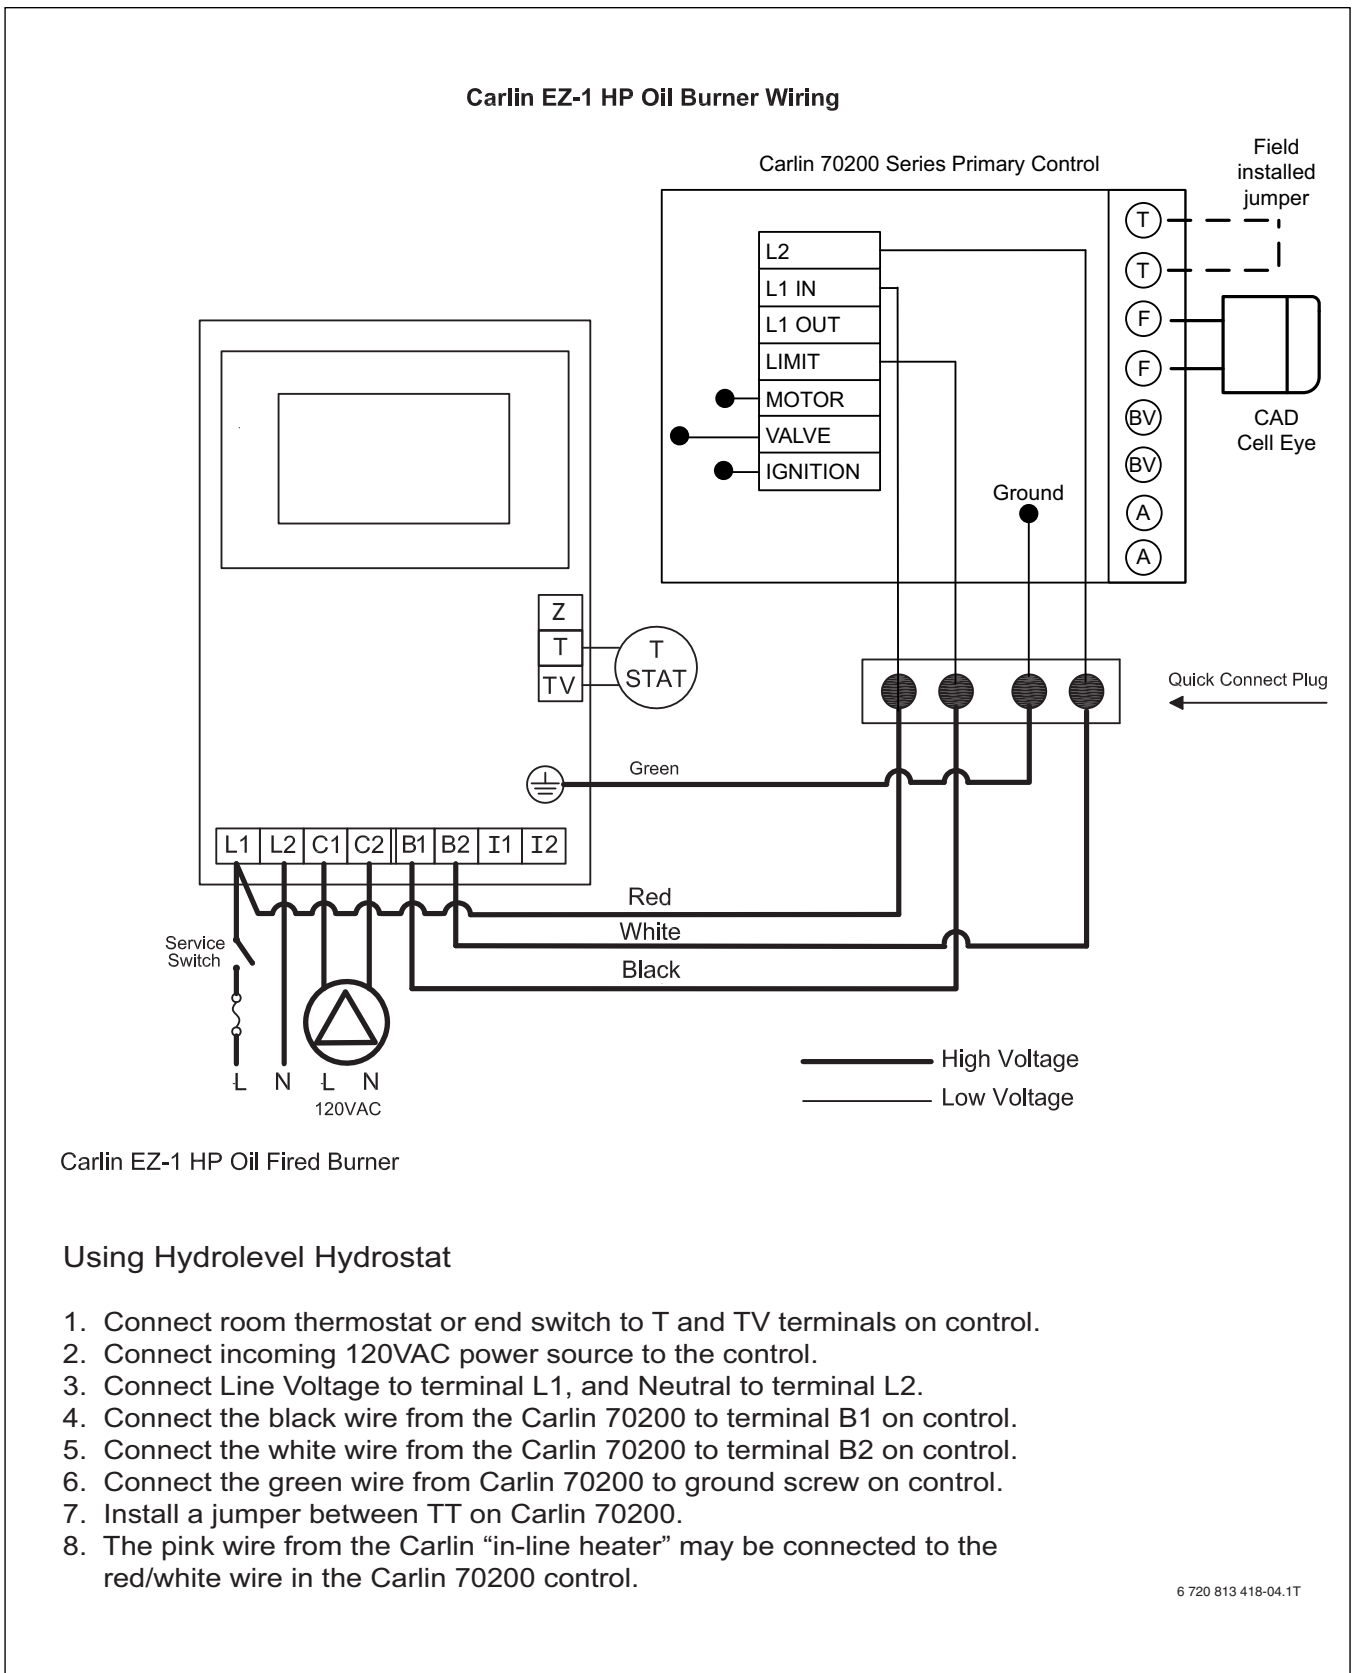 Carlin EZ-1 HP Oil Burner Wiring
Carlin 70200 Series Primary Control
Field
installed
jumper
L2
L1 IN
L1 OUT
LIMIT
MOTOR
VALVE
IGNITION
Ground
T
T
F
F
BV
BV
A
A
CAD
Cell Eye
Z
T
TV
T
STAT
Quick Connect Plug
Green
L1 L2 C1 C2 B1 B2 I1 I2
Red
White
Black
Service
Switch
L N L N
120VAC
High Voltage
Low Voltage
Carlin EZ-1 HP Oil Fired Burner
Using Hydrolevel Hydrostat
1. Connect room thermostat or end switch to T and TV terminals on control.
2. Connect incoming 120VAC power source to the control.
3. Connect Line Voltage to terminal L1, and Neutral to terminal L2.
4. Connect the black wire from the Carlin 70200 to terminal B1 on control.
5. Connect the white wire from the Carlin 70200 to terminal B2 on control.
6. Connect the green wire from Carlin 70200 to ground screw on control.
7. Install a jumper between TT on Carlin 70200.
8. The pink wire from the Carlin “in-line heater” may be connected to the
red/white wire in the Carlin 70200 control.
6 720 813 418-04.1T